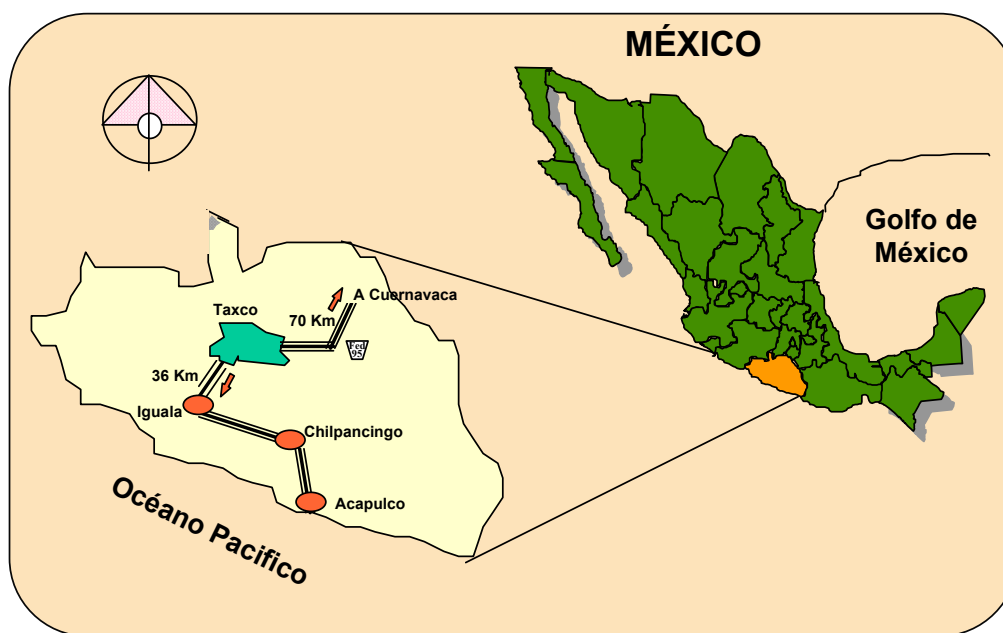 MÉXICO
Golfo de
México
A Cuernavaca
Taxco
70 Km
Fed
95
36 Km
Iguala
Chilpancingo
Acapulco
Océano Pacifico